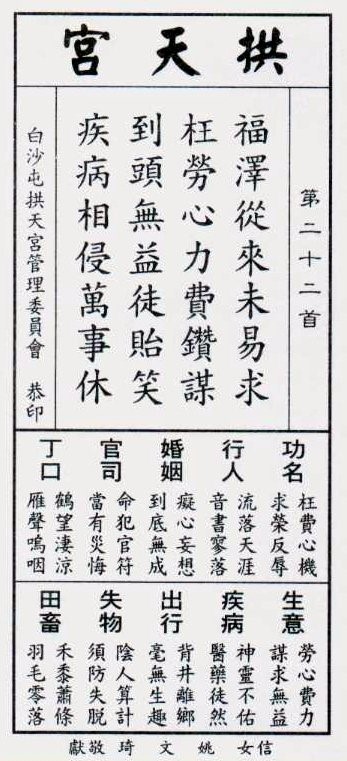 拱天宮
第二十二首
福澤從來未易求
枉勞心力費鑽謀
到頭無益徒貽笑
疾病相侵萬事休
白沙屯拱天宮管理委員會 恭印
功名
枉費心機
求榮反辱
行人
流落天涯
音書寥落
婚姻
癡心妄想
到底無成
官司
命犯官符
當有災悔
丁口
鶴望淒涼
雁聲嗚咽
生意
勞心費力
謀求無益
疾病
神靈不佑
醫藥徒然
出行
背井離鄉
毫無生趣
失物
陰人算計
須防失脫
田畜
禾黍蕭條
羽毛零落
信女 姚文琦 敬獻